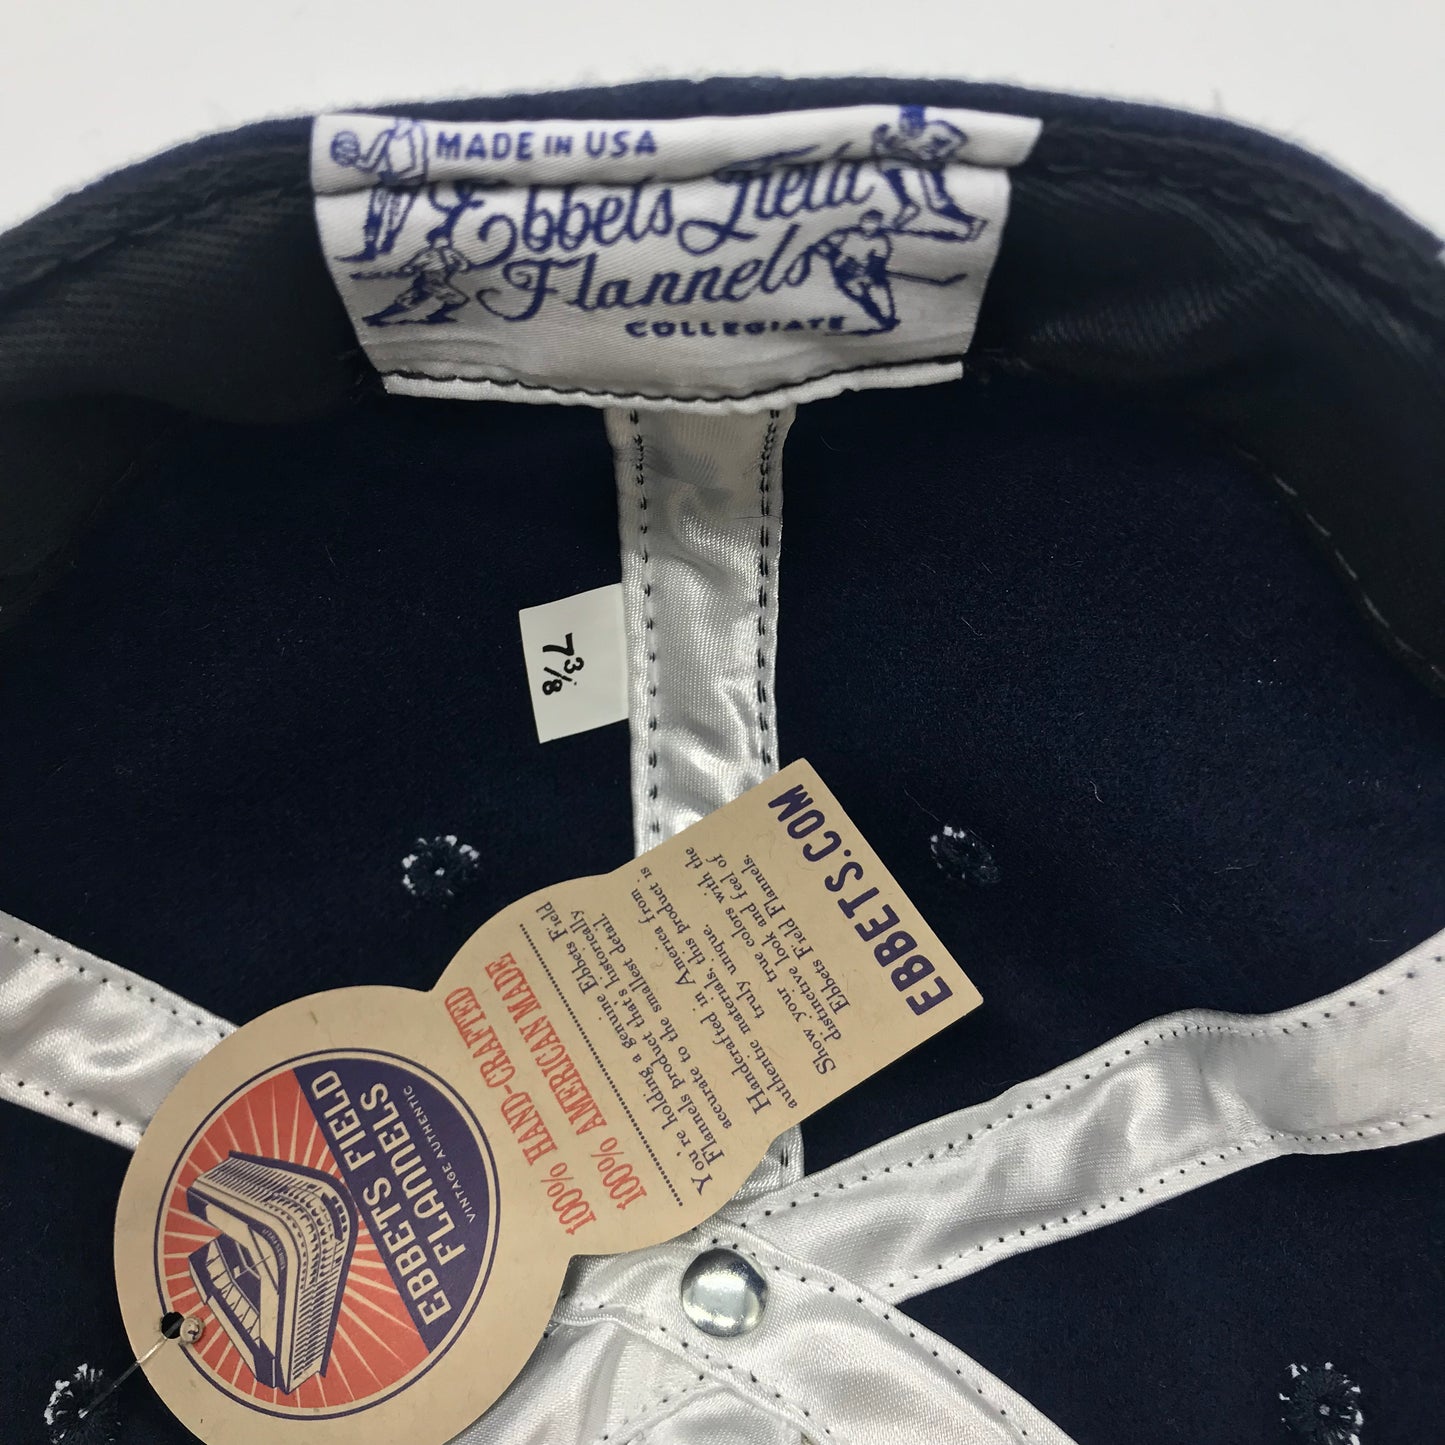 MADE IN USA
Ebbets Field
Flannels
COLLEGIATE
7 3/8
EBBETS FIELD
FLANNELS
VINTAGE AUTHENTIC
100% HAND-CRAFTED
100% AMERICAN MADE
You're holding a genuine Ebbets Field
Flannels product that's historically
accurate to the smallest detail.
Handcrafted in America from
authentic materials, this product is
truly unique.
Show your true colors with the
distinctive look and feel of
Ebbets Field Flannels.
EBBETS.COM